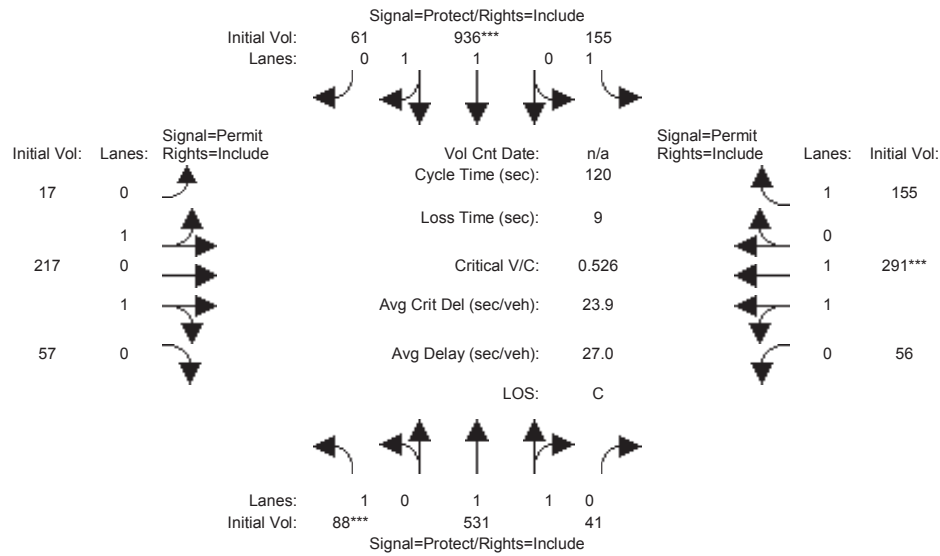 Signal=Protect/Rights=Include
Initial Vol: 61 936*** 155
Lanes: 0 1 1 0 1
Signal=Permit
Initial Vol: Lanes: Rights=Include
Vol Cnt Date: n/a
Signal=Permit
Rights=Include Lanes: Initial Vol:
Cycle Time (sec): 120
17 0
1 155
Loss Time (sec): 9
1
0
217 0
Critical V/C: 0.526
1 291***
1
Avg Crit Del (sec/veh): 23.9
1
57 0
Avg Delay (sec/veh): 27.0
0 56
LOS: C
Lanes: 1 0 1 1 0
Initial Vol: 88*** 531 41
Signal=Protect/Rights=Include